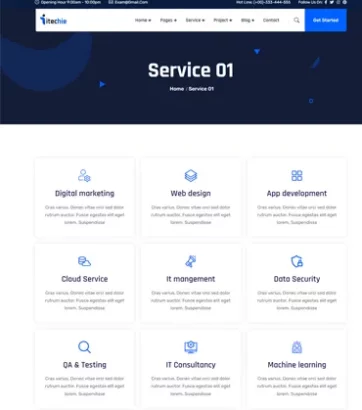 Opening Hour 9:00am - 10:00pm
Exam@Gmail.Com
Hot Line, (+00)-333-444-555
Follow Us On
itechie
Home
Pages
Service
Project
Blog
Contact
Get Started
Service 01
Home : Service 01
Digital marketing
Cras varius. Donec vitae orci sed dolor
rutrum auctor. Fusce egestas elit eget
lorem. Suspendisse
Web design
Cras varius. Donec vitae orci sed dolor
rutrum auctor. Fusce egestas elit eget
lorem. Suspendisse
App development
Cras varius. Donec vitae orci sed dolor
rutrum auctor. Fusce egestas elit eget
lorem. Suspendisse
Cloud Service
Cras varius. Donec vitae orci sed dolor
rutrum auctor. Fusce egestas elit eget
lorem. Suspendisse
It mangement
Cras varius. Donec vitae orci sed dolor
rutrum auctor. Fusce egestas elit eget
lorem. Suspendisse
Data Security
Cras varius. Donec vitae orci sed dolor
rutrum auctor. Fusce egestas elit eget
lorem. Suspendisse
QA & Testing
Cras varius. Donec vitae orci sed dolor
rutrum auctor. Fusce egestas elit eget
lorem. Suspendisse
IT Consultancy
Cras varius. Donec vitae orci sed dolor
rutrum auctor. Fusce egestas elit eget
lorem. Suspendisse
Machine learning
Cras varius. Donec vitae orci sed dolor
rutrum auctor. Fusce egestas elit eget
lorem. Suspendisse